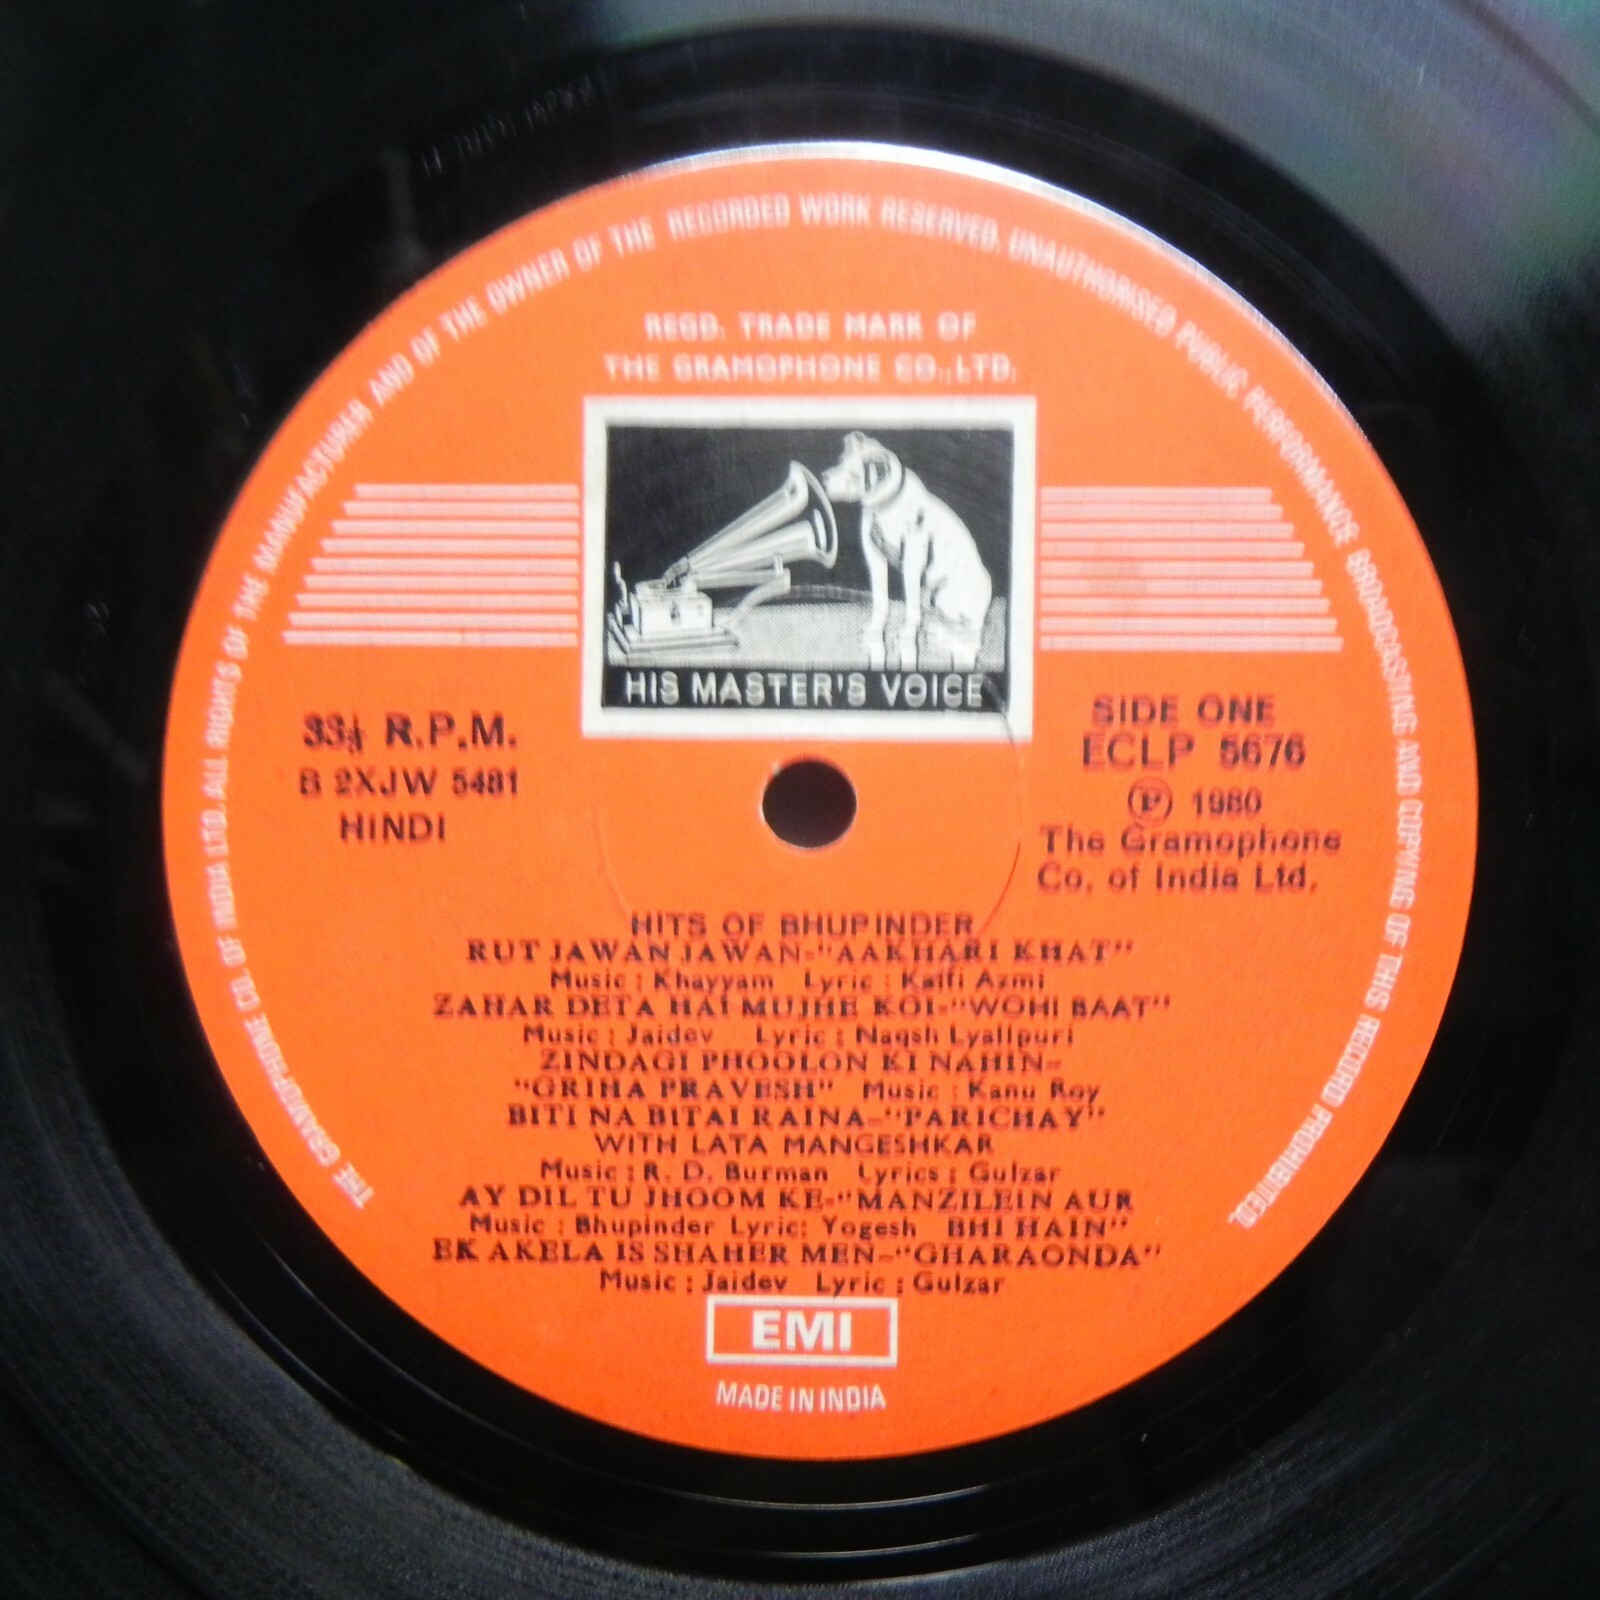 THE GRAMOPHONE CO. OF INDIA LTD. ALL RIGHTS OF THE MANUFACTURER AND OF THE OWNER OF THE RECORDED WORK RESERVED. UNAUTHORISED PUBLIC PERFORMANCE BROADCASTING AND COPYING OF THIS RECORD PROHIBITED.
REGD. TRADE MARK OF
THE GRAMOPHONE CO., LTD.
HIS MASTER'S VOICE
33⅓ R.P.M.
B 2XJW 5481
HINDI
SIDE ONE
ECLP 5676
℗ 1980
The Gramophone
Co. of India Ltd.
HITS OF BHUPINDER
RUT JAWAN JAWAN-"AAKHARI KHAT"
Music : Khayyam Lyric : Kaifi Azmi
ZAHAR DETA HAI MUJHE KOI-"WOHI BAAT"
Music : Jaidev Lyric : Naqsh Lyallpuri
ZINDAGI PHOOLON KI NAHIN-
"GRIHA PRAVESH" Music : Kanu Roy
BITI NA BITAI RAINA-"PARICHAY"
WITH LATA MANGESHKAR
Music : R. D. Burman Lyrics : Gulzar
AY DIL TU JHOOM KE-"MANZILEIN AUR
Music : Bhupinder Lyric: Yogesh BHI HAIN"
EK AKELA IS SHAHER MEN-"GHARAONDA"
Music : Jaidev Lyric : Gulzar
EMI
MADE IN INDIA